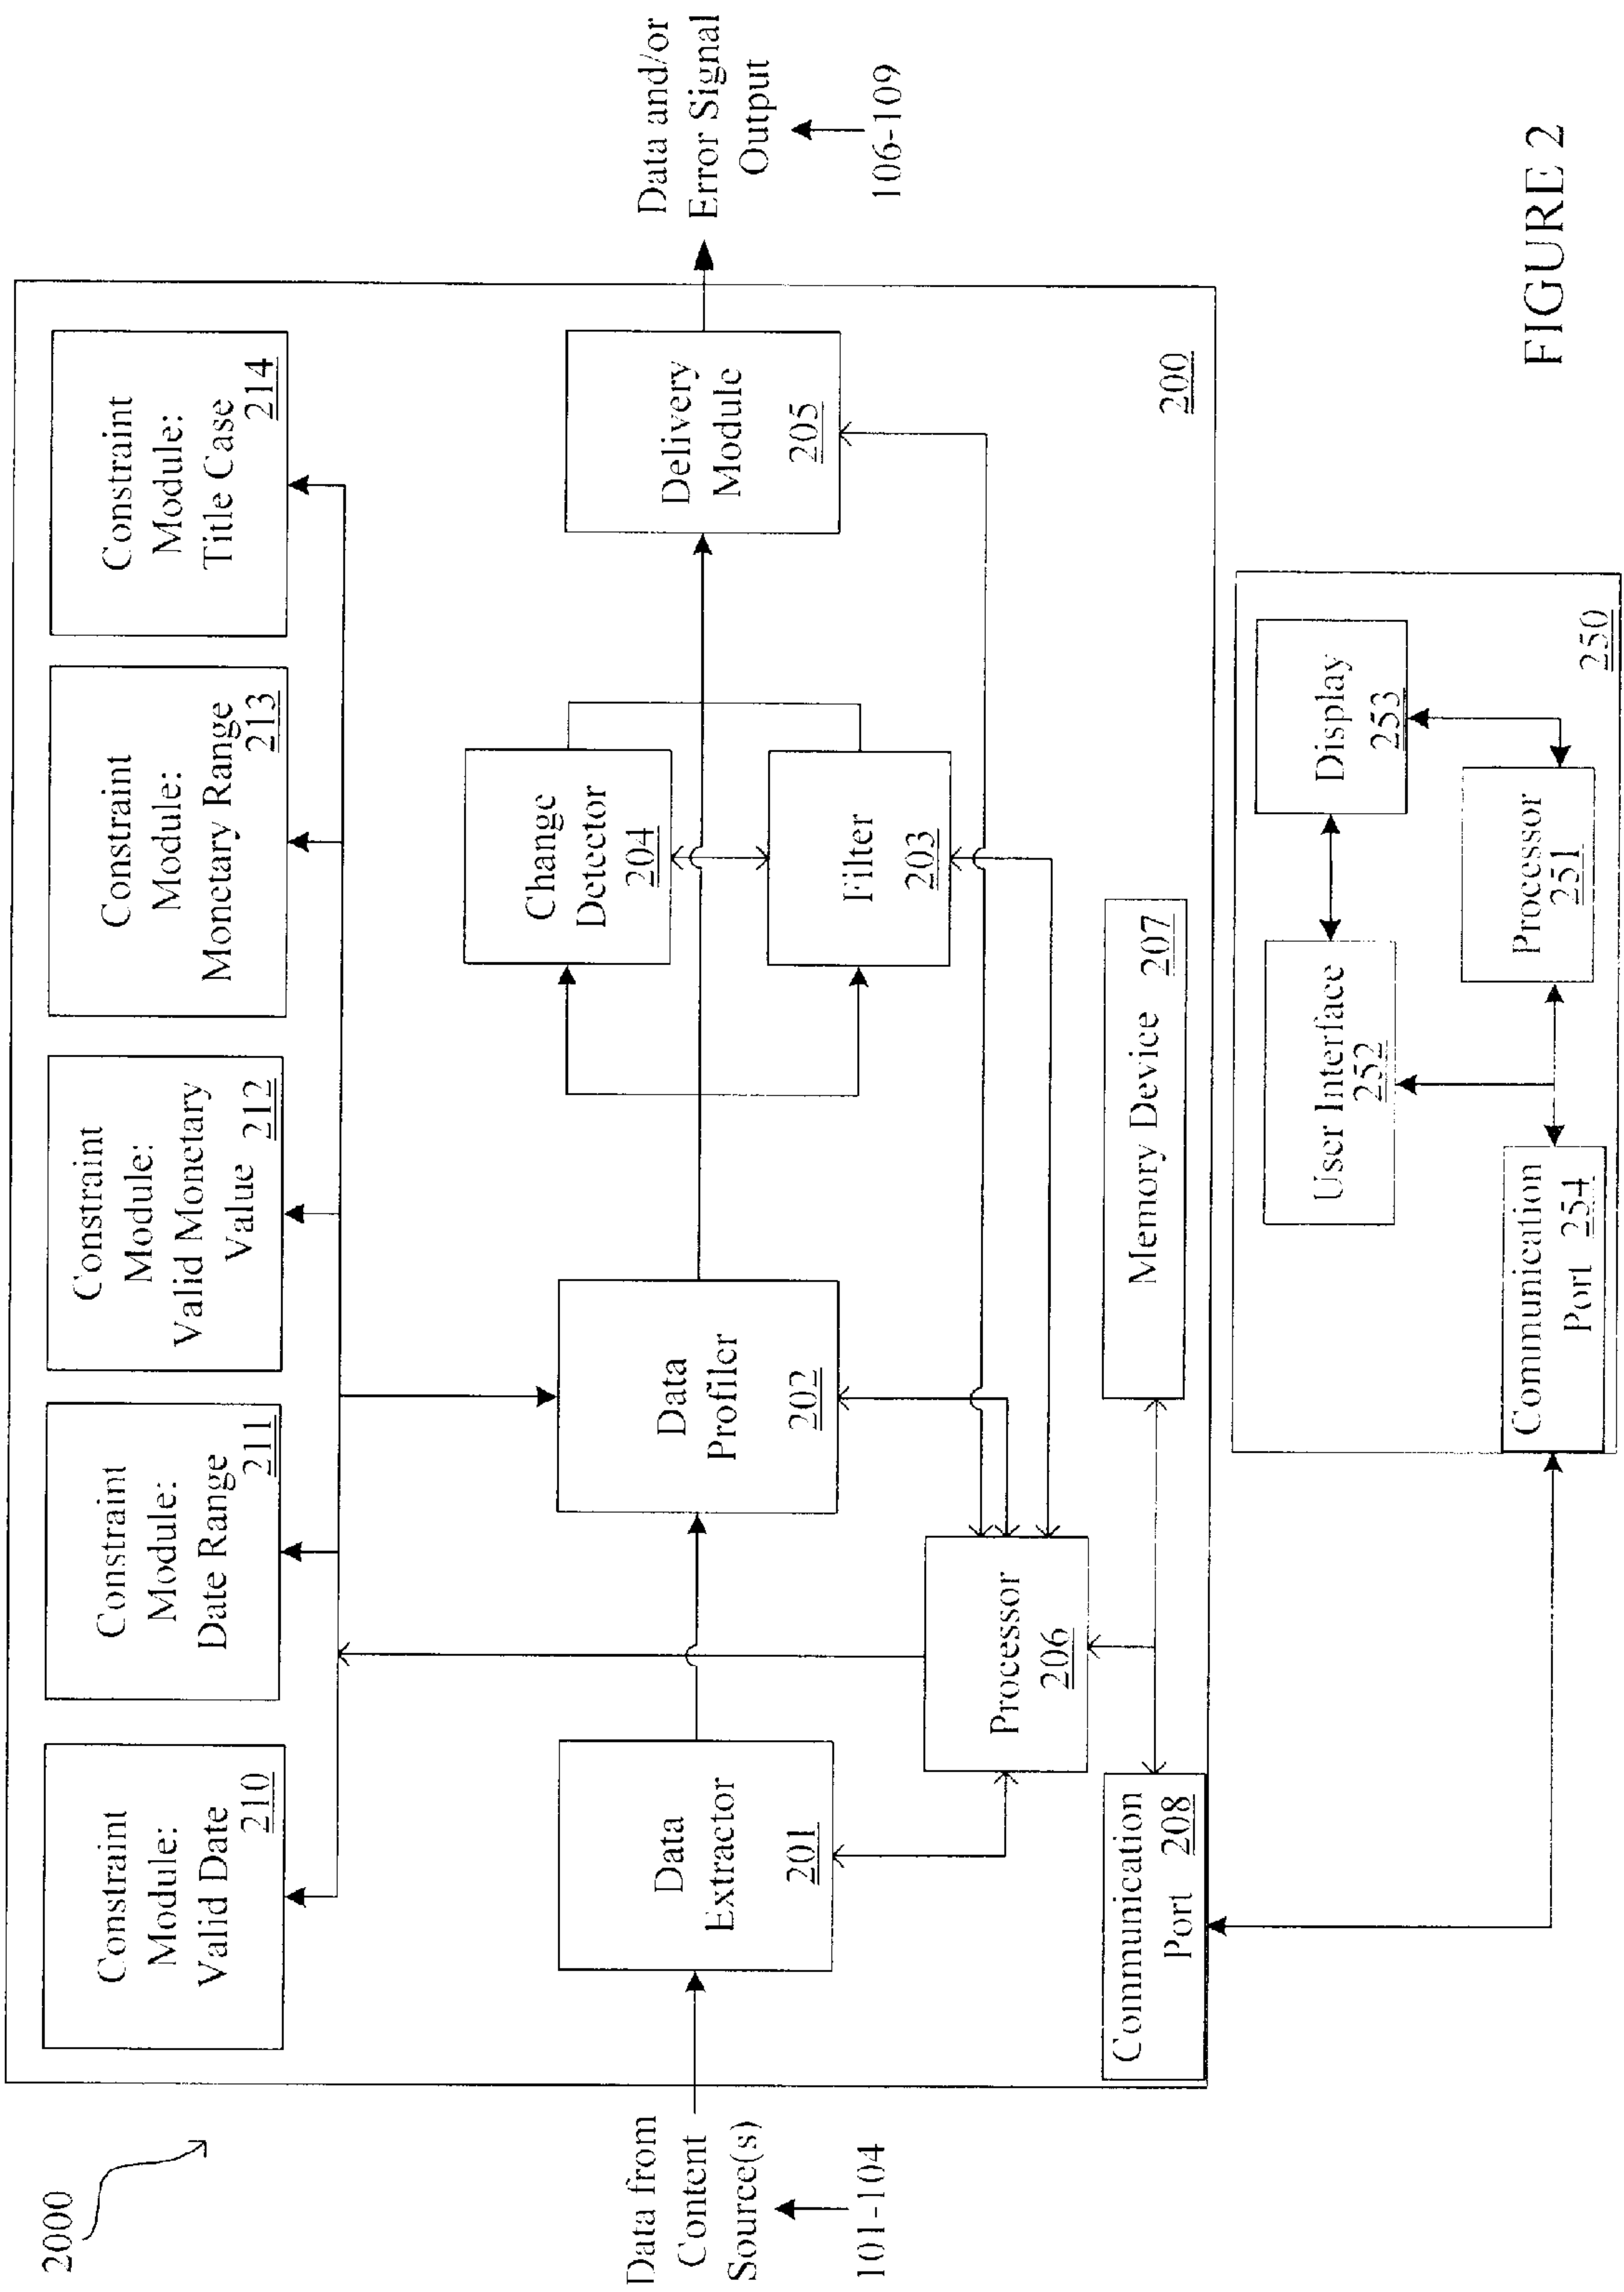 2000
Constraint
Module:
Valid Date
210
Constraint
Module:
Date Range
211
Constraint
Module:
Valid Monetary
Value 212
Constraint
Module:
Monetary Range
213
Constraint
Module:
Title Case
214
Data from
Content
Source(s)
101-104
Data
Extractor
201
Data
Profiler
202
Change
Detector
204
Filter
203
Delivery
Module
205
Data and/or
Error Signal
Output
106-109
Processor
206
Memory Device 207
Communication
Port 208
200
User Interface
252
Display
253
Processor
251
Communication
Port 254
250
FIGURE 2